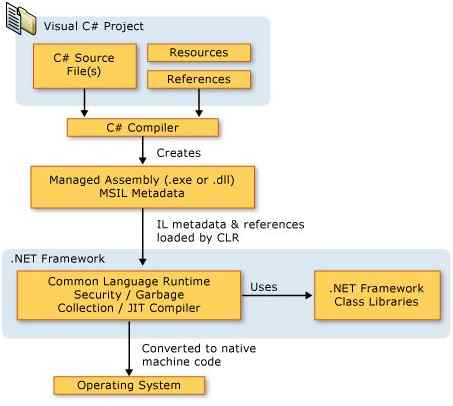 Visual C# Project
C# Source
File(s)
Resources
References
C# Compiler
Creates
Managed Assembly (.exe or .dll)
MSIL Metadata
IL metadata & references
loaded by CLR
.NET Framework
Common Language Runtime
Security / Garbage
Collection / JIT Compiler
Uses
.NET Framework
Class Libraries
Converted to native
machine code
Operating System